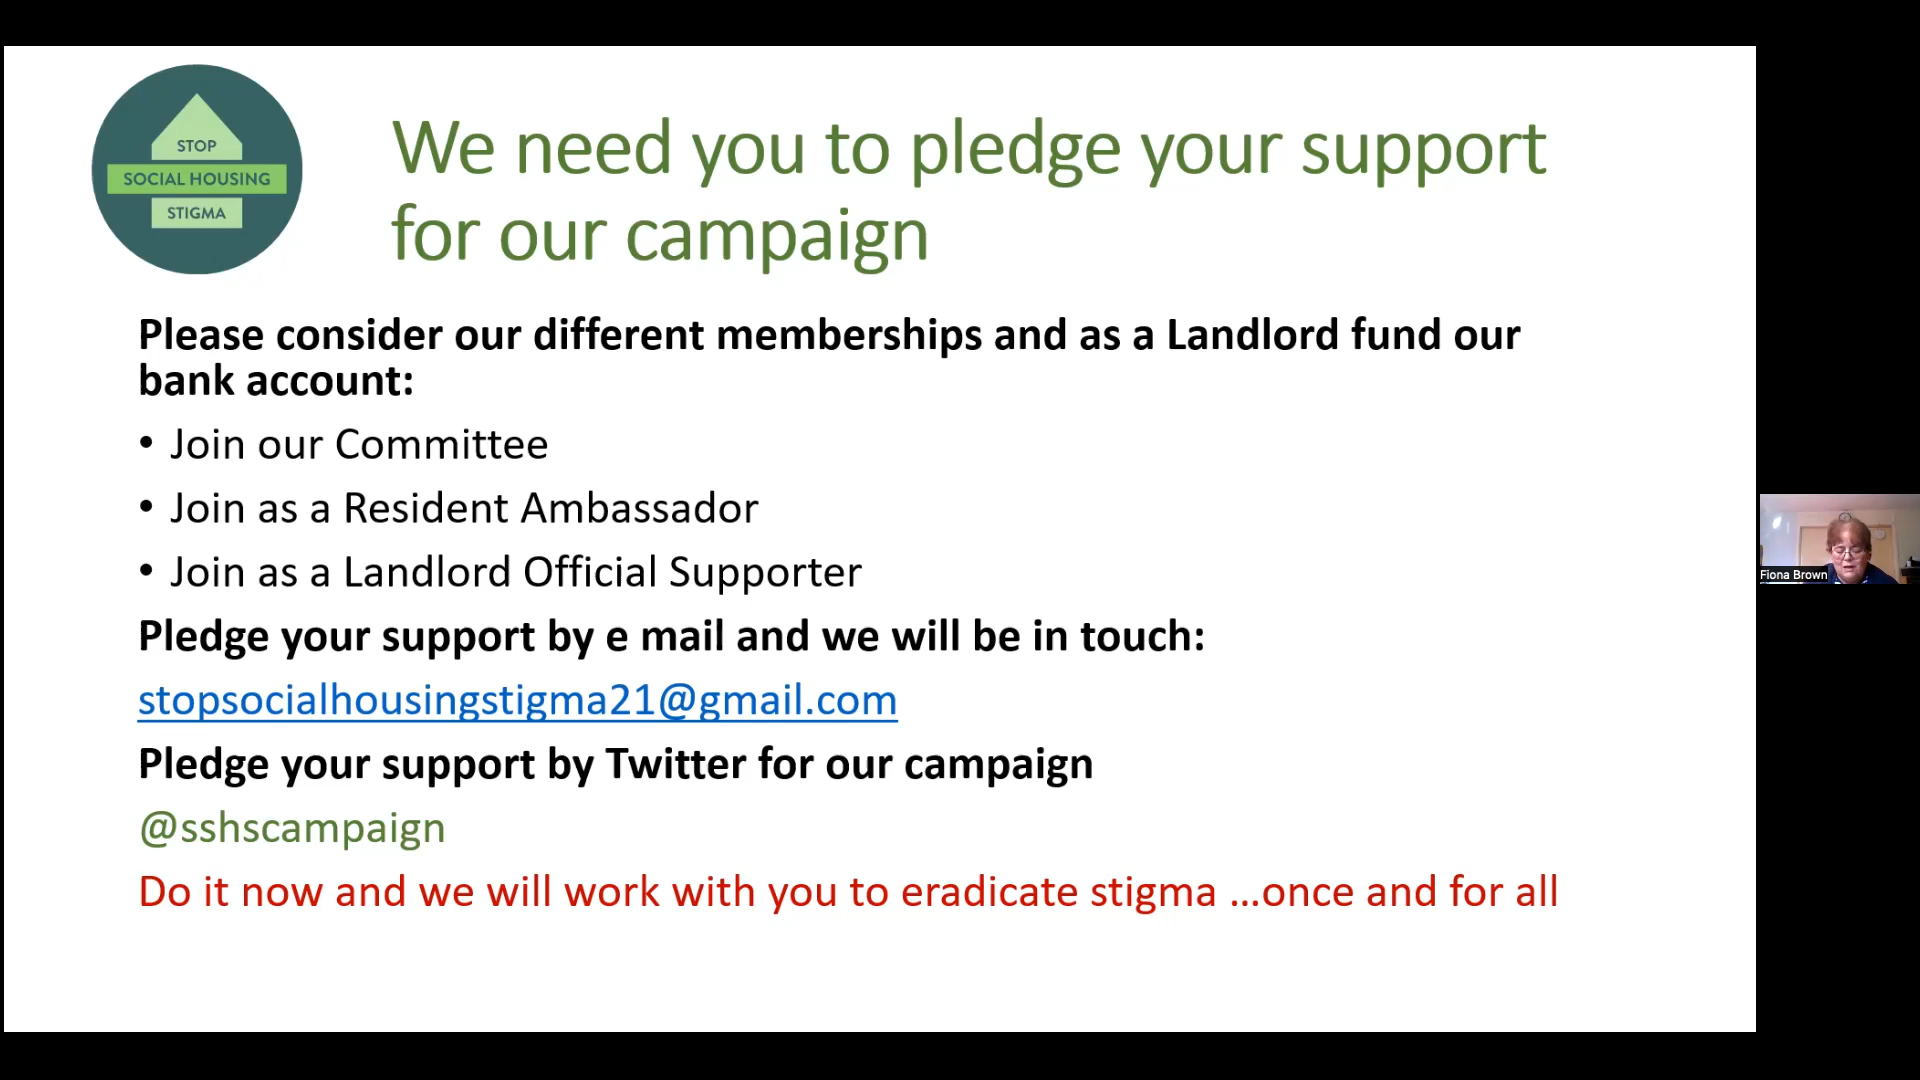 STOP
SOCIAL HOUSING
STIGMA
We need you to pledge your support
for our campaign
Please consider our different memberships and as a Landlord fund our
bank account:
• Join our Committee
• Join as a Resident Ambassador
• Join as a Landlord Official Supporter
Pledge your support by e mail and we will be in touch:
stopsocialhousingstigma21@gmail.com
Pledge your support by Twitter for our campaign
@sshscampaign
Do it now and we will work with you to eradicate stigma ...once and for all
Fiona Brown